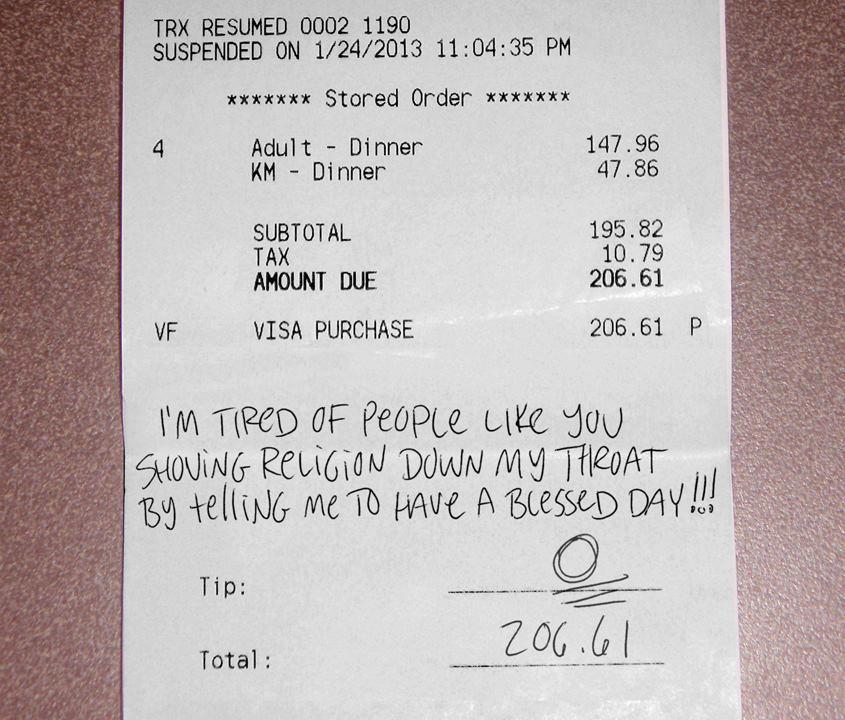 TRX RESUMED 0002 1190
SUSPENDED ON 1/24/2013 11:04:35 PM
******* Stored Order *******
4 Adult - Dinner 147.96
KM - Dinner 47.86
SUBTOTAL 195.82
TAX 10.79
AMOUNT DUE 206.61
VF VISA PURCHASE 206.61 P
I'M TIRED OF PEOPLE LIKE YOU
SHOVING RELIGION DOWN MY THROAT
BY TELLING ME TO HAVE A BLESSED DAY!!!
Tip: 0
Total: 206.61